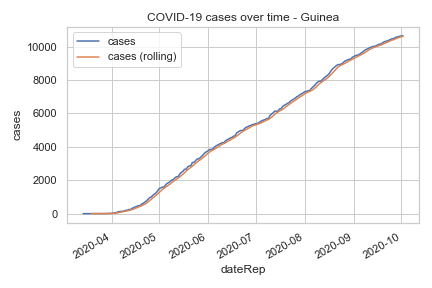 COVID-19 cases over time - Guinea
cases
cases (rolling)
10000
8000
6000
4000
2000
0
cases
2020-04
2020-05
2020-06
2020-07
2020-08
2020-09
2020-10
dateRep